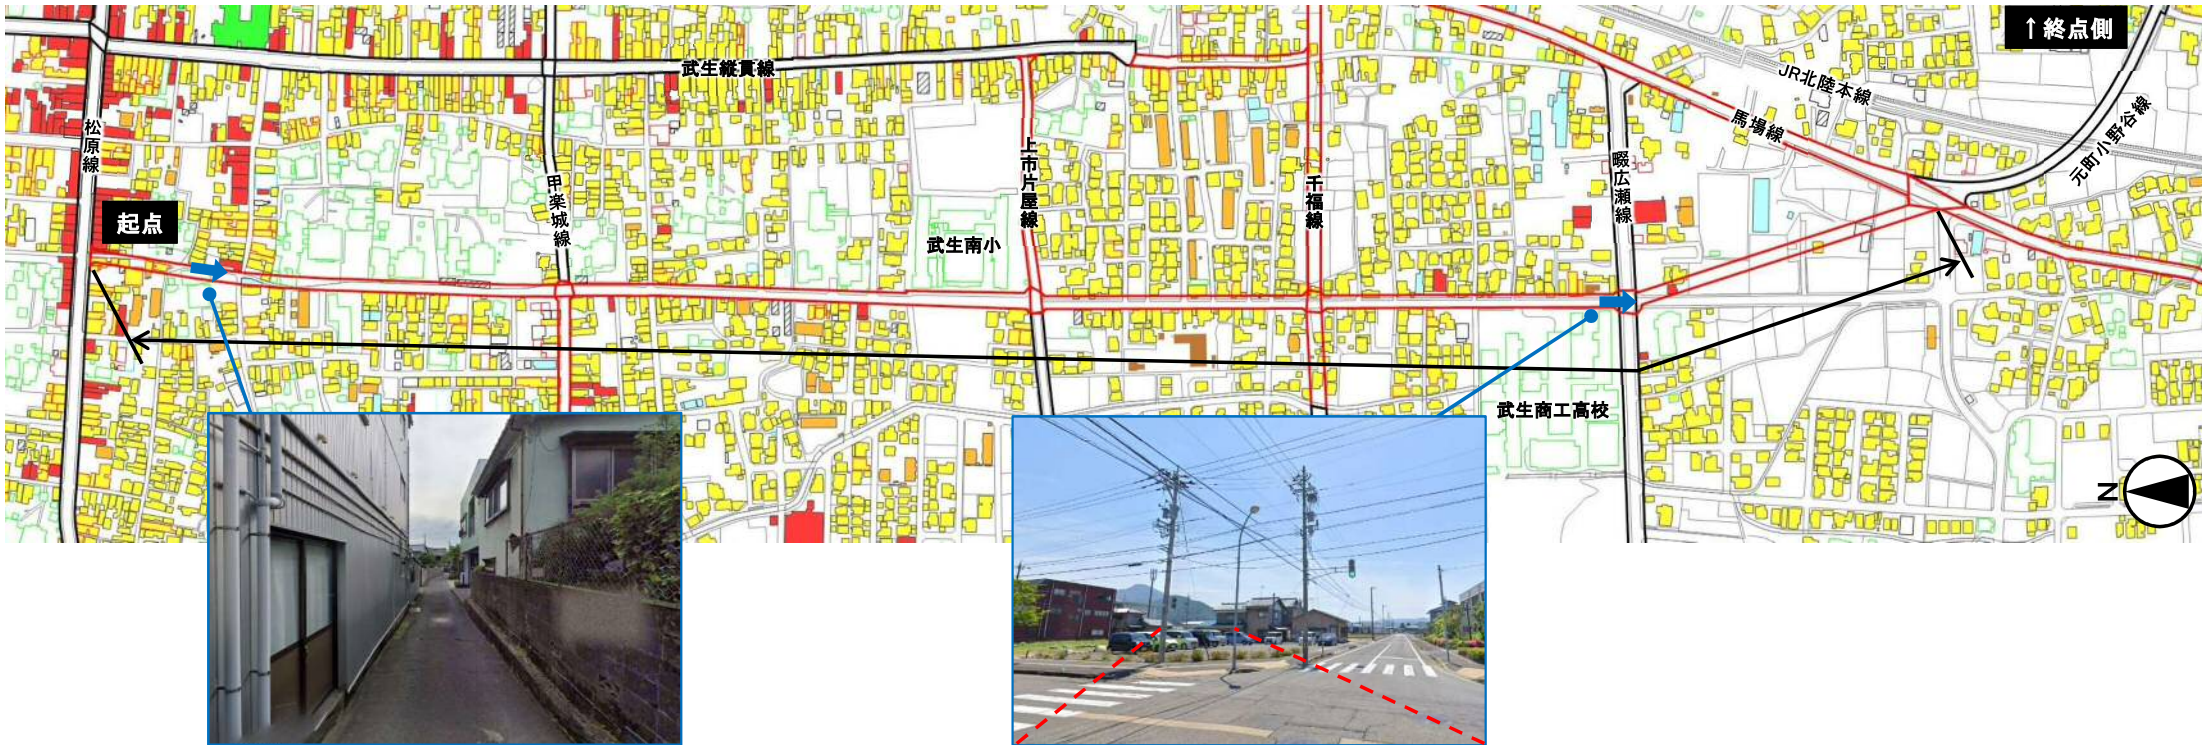 ↑終点側
武生縦貫線
JR北陸本線
馬場線
元町小野谷線
松原線
甲楽城線
上市片屋線
千福線
畷広瀬線
起点
武生南小
武生商工高校
N